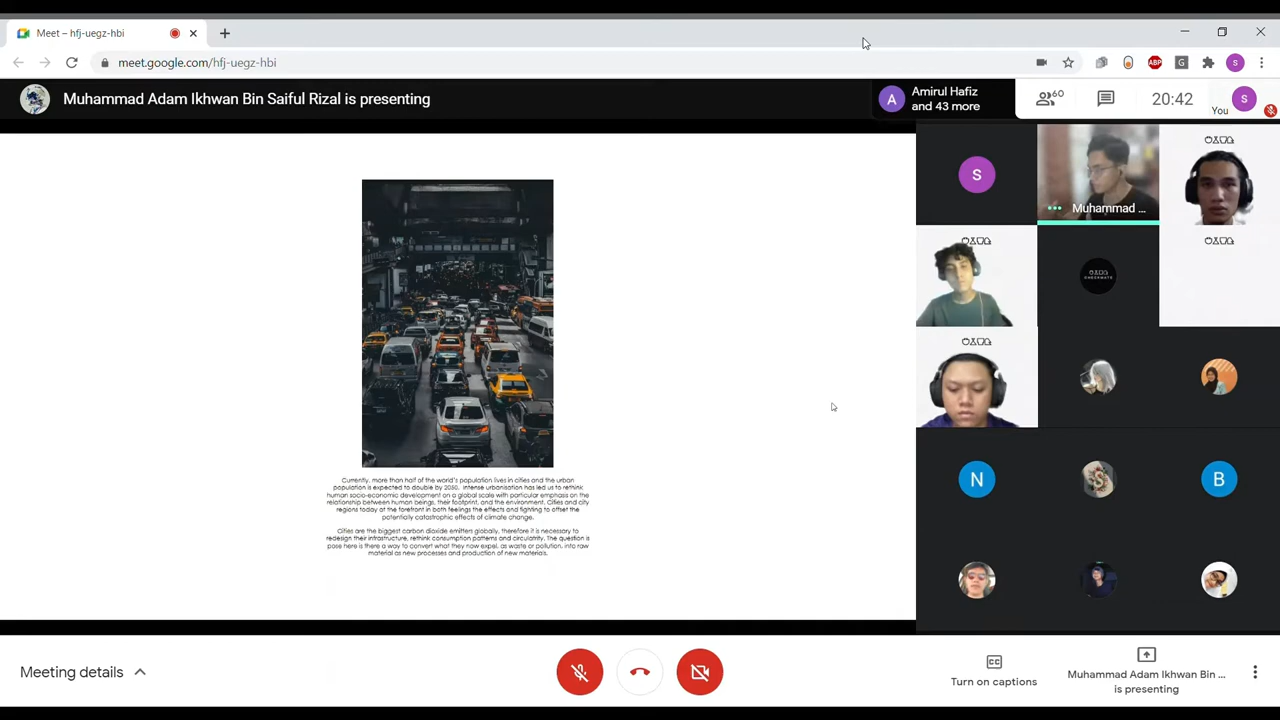 Meet – hfj-uegz-hbi
meet.google.com/hfj-uegz-hbi
ABP
G
S
Muhammad Adam Ikhwan Bin Saiful Rizal is presenting
A
Amirul Hafiz
and 43 more
60
20:42
You
S
S
Muhammad ...
CHECKMATE
N
B
Currently, more than half of the world's population lives in cities and the urban
population is expected to double by 2050. Intense urbanisation has led us to rethink
human socio-economic development on a global scale with particular emphasis on the
relationship between human beings, their footprint, and the environment. Cities and city
regions today at the forefront in both feelings the effects and fighting to offset the
potentially catastrophic effects of climate change.
Cities are the biggest carbon dioxide emitters globally, therefore it is necessary to
redesign their infrastructure, rethink consumption patterns and circularity. The question is
pose here is there a way to convert what they now expel, as waste or pollution, into raw
material as new processes and production of new materials.
Meeting details
CC
Turn on captions
Muhammad Adam Ikhwan Bin ...
is presenting